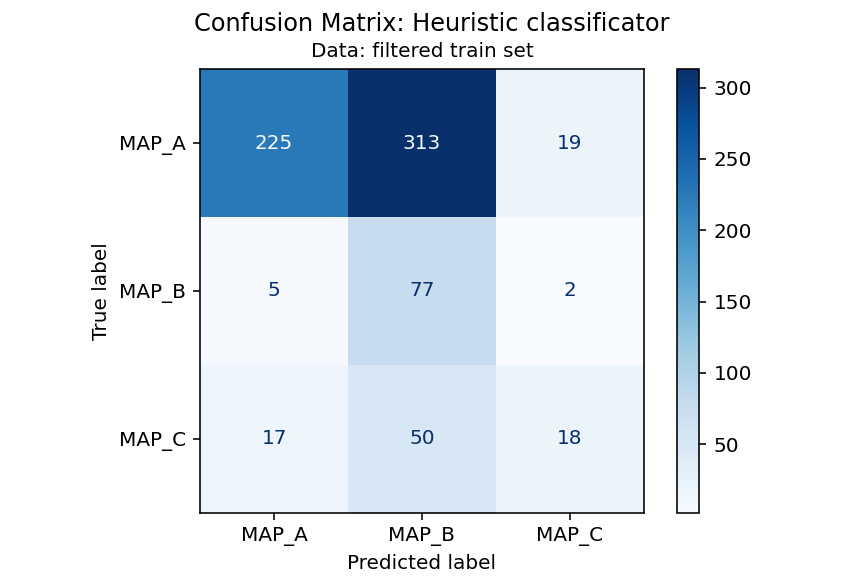 Confusion Matrix: Heuristic classificator
Data: filtered train set
MAP_A 225 313 19
MAP_B 5 77 2
MAP_C 17 50 18
MAP_A MAP_B MAP_C
Predicted label
True label
300
250
200
150
100
50